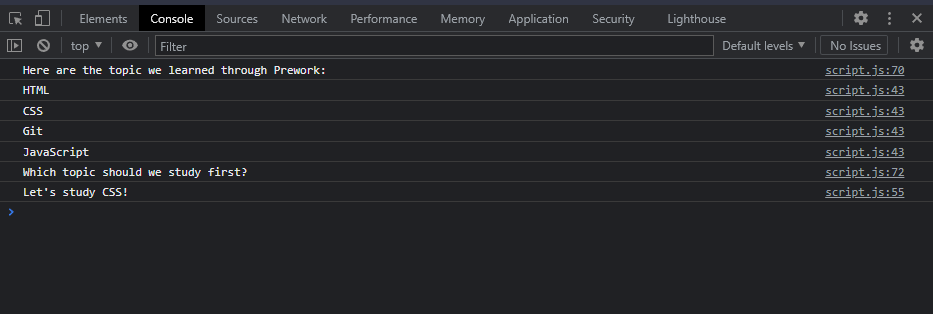 Elements Console Sources Network Performance Memory Application Security Lighthouse
top Filter Default levels No Issues
Here are the topic we learned through Prework: script.js:70
HTML script.js:43
CSS script.js:43
Git script.js:43
JavaScript script.js:43
Which topic should we study first? script.js:72
Let's study CSS! script.js:55